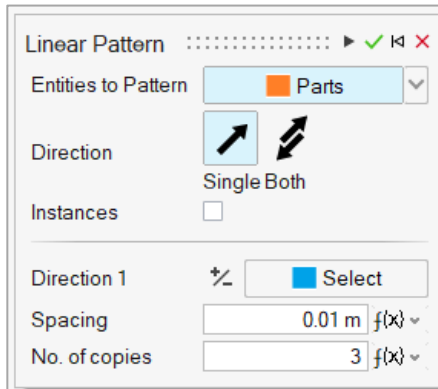 Linear Pattern
Entities to Pattern Parts
Direction
Single Both
Instances
Direction 1 +/- Select
Spacing 0.01 m f(x)
No. of copies 3 f(x)